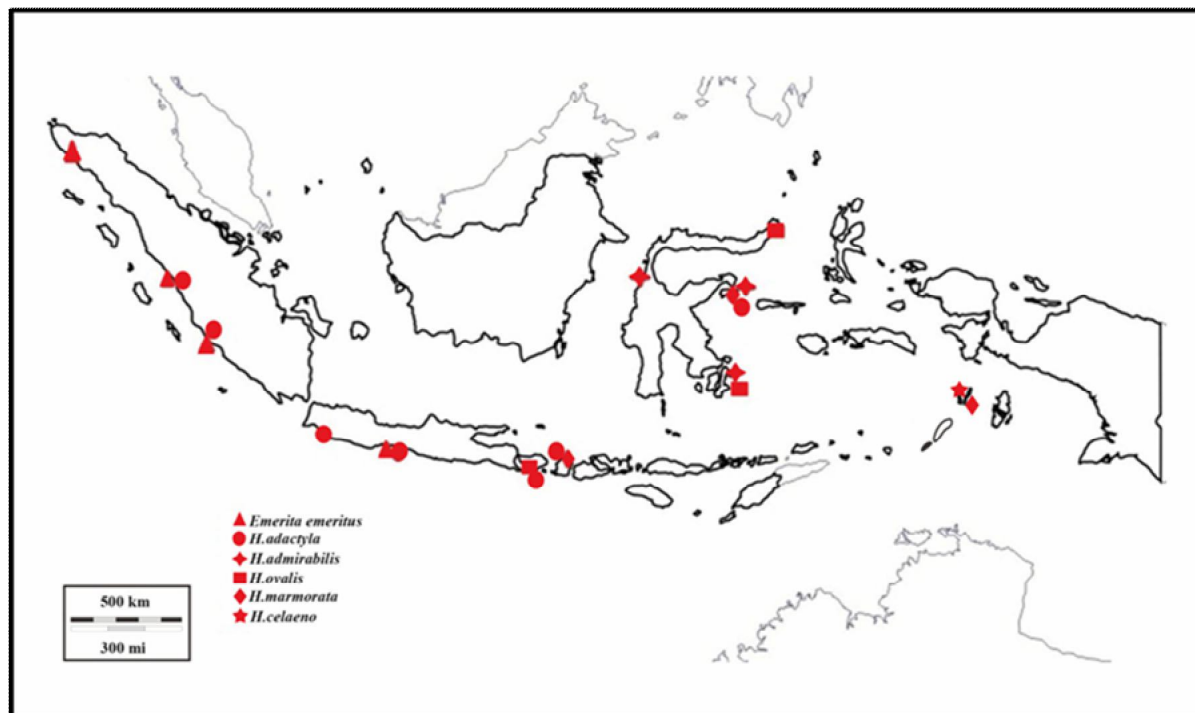 Emerita emeritus
H.adactyla
H.admirabilis
H.ovalis
H.marmorata
H.celaeno
500 km
300 mi